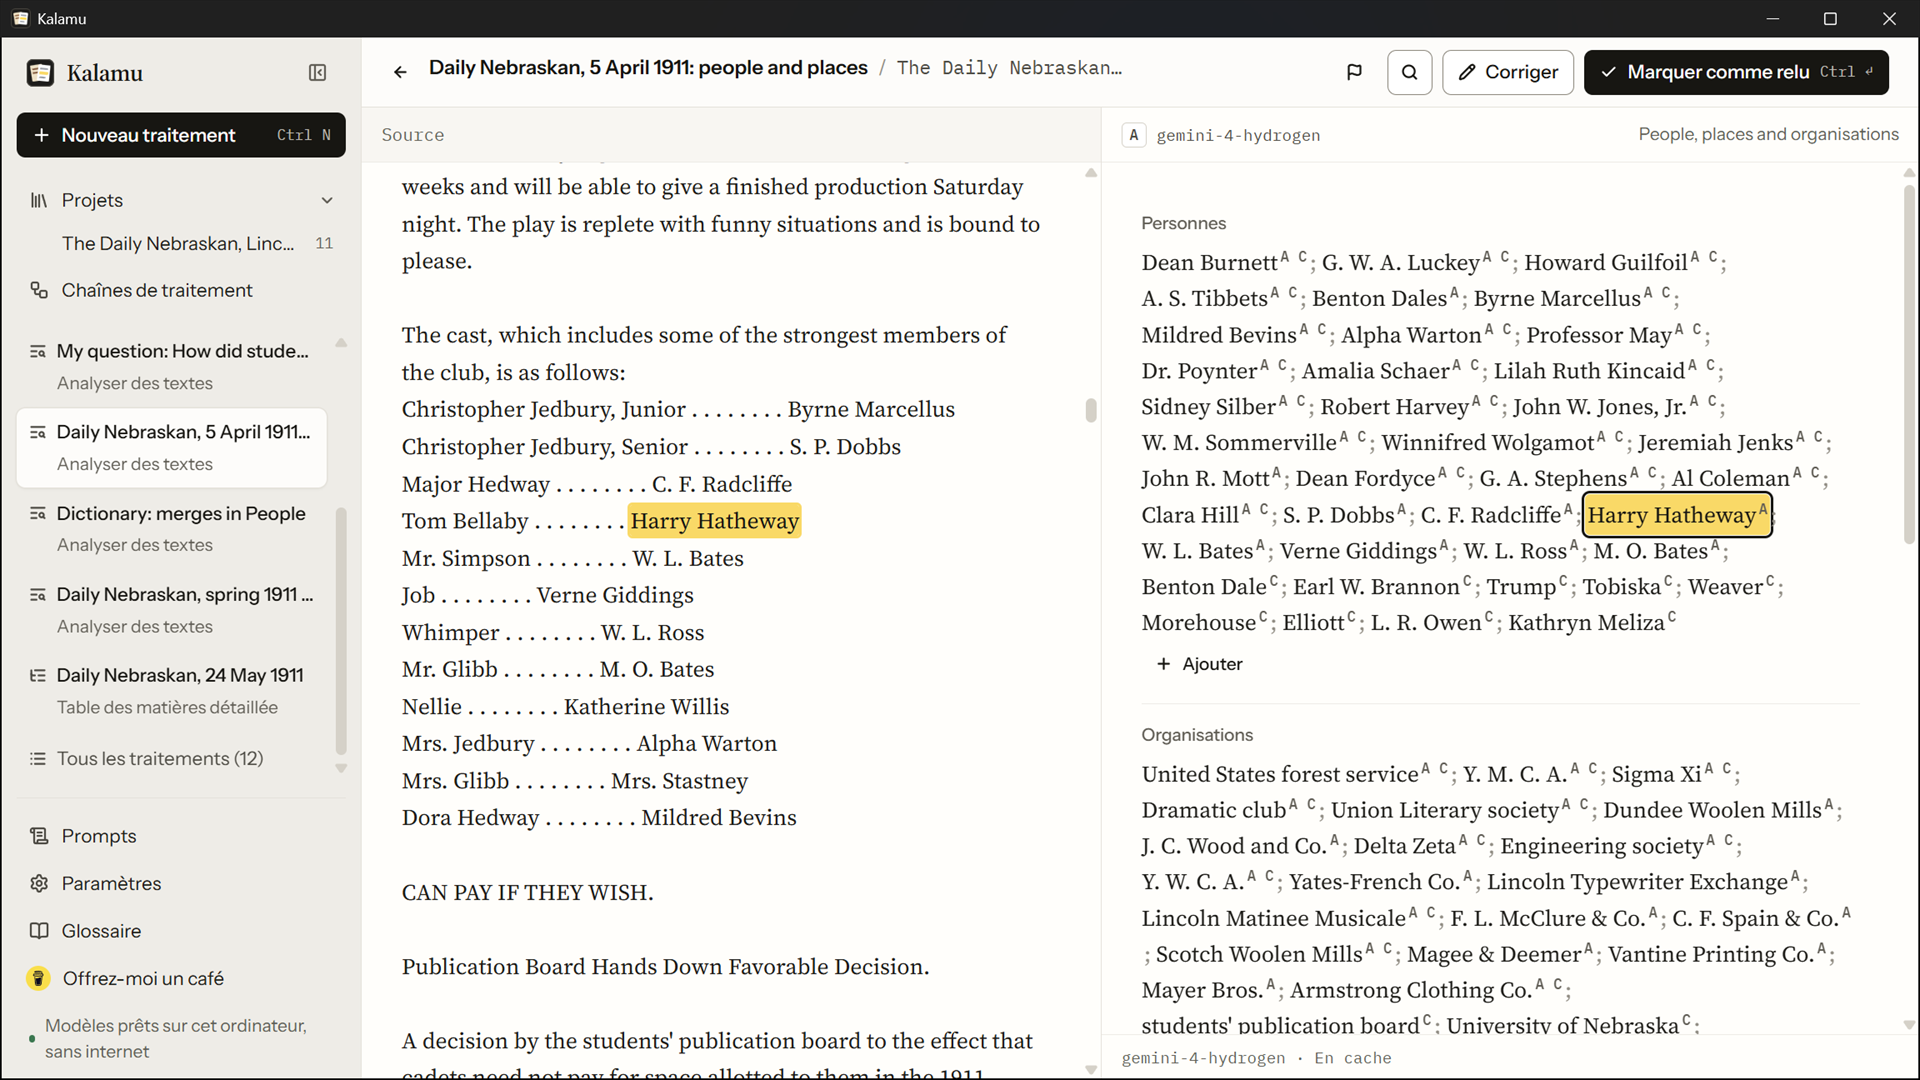 Kalamu
Kalamu
Nouveau traitement Ctrl N
Projets
The Daily Nebraskan, Linc... 11
Chaînes de traitement
My question: How did stude...
Analyser des textes
Daily Nebraskan, 5 April 1911...
Analyser des textes
Dictionary: merges in People
Analyser des textes
Daily Nebraskan, spring 1911 ...
Analyser des textes
Daily Nebraskan, 24 May 1911
Table des matières détaillée
Tous les traitements (12)
Prompts
Paramètres
Glossaire
Offrez-moi un café
Modèles prêts sur cet ordinateur,
sans internet
Daily Nebraskan, 5 April 1911: people and places / The Daily Nebraskan…
Corriger
Marquer comme relu Ctrl ↵
Source
weeks and will be able to give a finished production Saturday
night. The play is replete with funny situations and is bound to
please.
The cast, which includes some of the strongest members of
the club, is as follows:
Christopher Jedbury, Junior . . . . . . . . Byrne Marcellus
Christopher Jedbury, Senior . . . . . . . . S. P. Dobbs
Major Hedway . . . . . . . . C. F. Radcliffe
Tom Bellaby . . . . . . . . Harry Hatheway
Mr. Simpson . . . . . . . . W. L. Bates
Job . . . . . . . . Verne Giddings
Whimper . . . . . . . . W. L. Ross
Mr. Glibb . . . . . . . . M. O. Bates
Nellie . . . . . . . . Katherine Willis
Mrs. Jedbury . . . . . . . . Alpha Warton
Mrs. Glibb . . . . . . . . Mrs. Stastney
Dora Hedway . . . . . . . . Mildred Bevins
CAN PAY IF THEY WISH.
Publication Board Hands Down Favorable Decision.
A decision by the students' publication board to the effect that
cadets need not pay for space allotted to them in the 1911
A gemini-4-hydrogen People, places and organisations
Personnes
Dean Burnett A C; G. W. A. Luckey A C; Howard Guilfoil A C;
A. S. Tibbets A C; Benton Dales A; Byrne Marcellus A C;
Mildred Bevins A C; Alpha Warton A C; Professor May A C;
Dr. Poynter A C; Amalia Schaer A C; Lilah Ruth Kincaid A C;
Sidney Silber A C; Robert Harvey A C; John W. Jones, Jr. A C;
W. M. Sommerville A C; Winnifred Wolgamot A C; Jeremiah Jenks A C;
John R. Mott A; Dean Fordyce A C; G. A. Stephens A C; Al Coleman A C;
Clara Hill A C; S. P. Dobbs A; C. F. Radcliffe A; Harry Hatheway A;
W. L. Bates A; Verne Giddings A; W. L. Ross A; M. O. Bates A;
Benton Dale C; Earl W. Brannon C; Trump C; Tobiska C; Weaver C;
Morehouse C; Elliott C; L. R. Owen C; Kathryn Meliza C
Ajouter
Organisations
United States forest service A C; Y. M. C. A. A C; Sigma Xi A C;
Dramatic club A C; Union Literary society A C; Dundee Woolen Mills A;
J. C. Wood and Co. A; Delta Zeta A C; Engineering society A C;
Y. W. C. A. A C; Yates-French Co. A; Lincoln Typewriter Exchange A;
Lincoln Matinee Musicale A C; F. L. McClure & Co. A; C. F. Spain & Co. A
; Scotch Woolen Mills A C; Magee & Deemer A; Vantine Printing Co. A;
Mayer Bros. A; Armstrong Clothing Co. A C;
students' publication board C; University of Nebraska C;
gemini-4-hydrogen · En cache